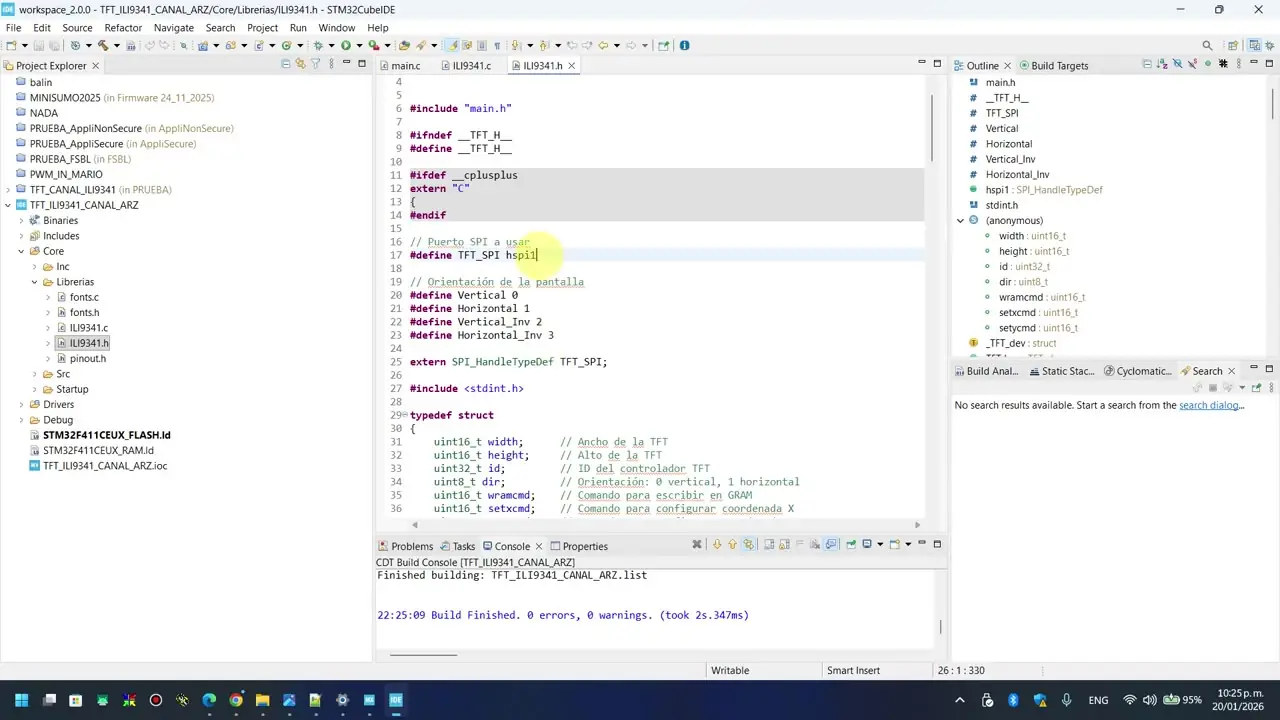 workspace_2.0.0 - TFT_ILI9341_CANAL_ARZ/Core/Librerias/ILI9341.h - STM32CubeIDE
File Edit Source Refactor Navigate Search Project Run Window Help
Project Explorer
balin
MINISUMO2025 (in Firmware 24_11_2025)
NADA
PRUEBA_AppliNonSecure (in AppliNonSecure)
PRUEBA_AppliSecure (in AppliSecure)
PRUEBA_FSBL (in FSBL)
PWM_IN_MARIO
TFT_CANAL_ILI9341 (in PRUEBA)
TFT_ILI9341_CANAL_ARZ
Binaries
Includes
Core
Inc
Librerias
fonts.c
fonts.h
ILI9341.c
ILI9341.h
pinout.h
Src
Startup
Drivers
Debug
STM32F411CEUX_FLASH.ld
STM32F411CEUX_RAM.ld
TFT_ILI9341_CANAL_ARZ.ioc
main.c ILI9341.c ILI9341.h
4
5
6 #include "main.h"
7
8 #ifndef __TFT_H__
9 #define __TFT_H__
10
11 #ifdef __cplusplus
12 extern "C"
13 {
14 #endif
15
16 // Puerto SPI a usar
17 #define TFT_SPI hspi1
18
19 // Orientación de la pantalla
20 #define Vertical 0
21 #define Horizontal 1
22 #define Vertical_Inv 2
23 #define Horizontal_Inv 3
24
25 extern SPI_HandleTypeDef TFT_SPI;
26
27 #include <stdint.h>
28
29 typedef struct
30 {
31 uint16_t width; // Ancho de la TFT
32 uint16_t height; // Alto de la TFT
33 uint32_t id; // ID del controlador TFT
34 uint8_t dir; // Orientación: 0 vertical, 1 horizontal
35 uint16_t wramcmd; // Comando para escribir en GRAM
36 uint16_t setxcmd; // Comando para configurar coordenada X
Problems Tasks Console Properties
CDT Build Console [TFT_ILI9341_CANAL_ARZ]
Finished building: TFT_ILI9341_CANAL_ARZ.list
22:25:09 Build Finished. 0 errors, 0 warnings. (took 2s.347ms)
Outline Build Targets
main.h
__TFT_H__
TFT_SPI
Vertical
Horizontal
Vertical_Inv
Horizontal_Inv
hspi1 : SPI_HandleTypeDef
stdint.h
(anonymous)
width : uint16_t
height : uint16_t
id : uint32_t
dir : uint8_t
wramcmd : uint16_t
setxcmd : uint16_t
setycmd : uint16_t
_TFT_dev : struct
Build Anal... Static Stac... Cyclomatic... Search
No search results available. Start a search from the search dialog...
Writable Smart Insert 26 : 1 : 330
ENG 95% 10:25 p. m.
20/01/2026